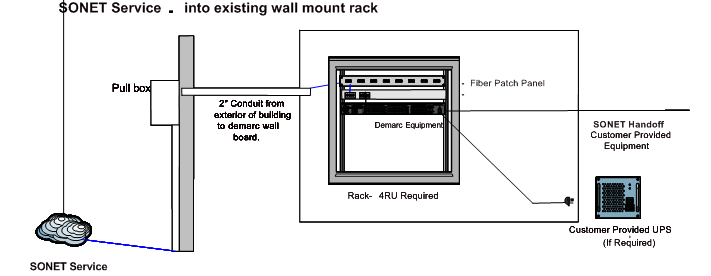 SONET Service - into existing wall mount rack
Pull box
2" Conduit from
exterior of building
to demarc wall
board.
Fiber Patch Panel
Demarc Equipment
Rack- 4RU Required
SONET Handoff
Customer Provided
Equipment
Customer Provided UPS
(If Required)
SONET Service